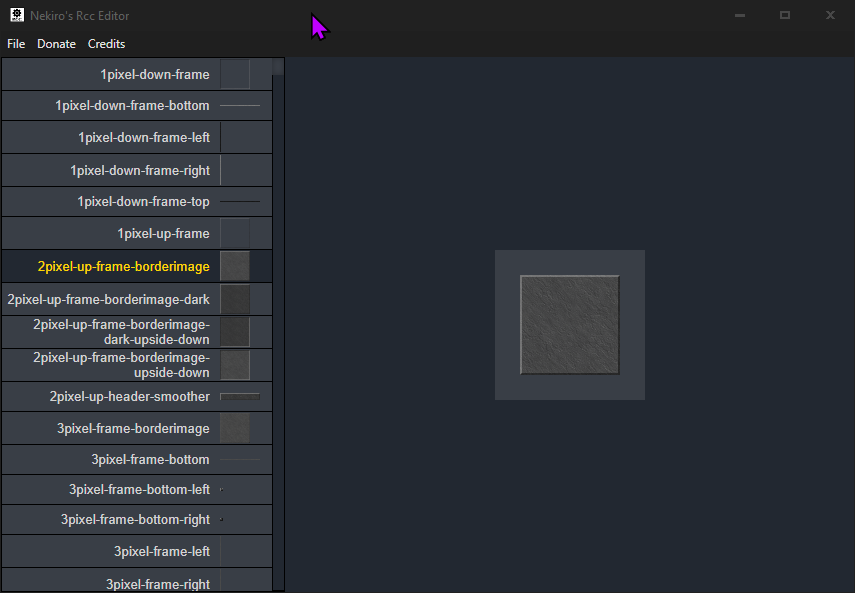 Nekiro's Rcc Editor
File Donate Credits
1pixel-down-frame
1pixel-down-frame-bottom
1pixel-down-frame-left
1pixel-down-frame-right
1pixel-down-frame-top
1pixel-up-frame
2pixel-up-frame-borderimage
2pixel-up-frame-borderimage-dark
2pixel-up-frame-borderimage-
dark-upside-down
2pixel-up-frame-borderimage-
upside-down
2pixel-up-header-smoother
3pixel-frame-borderimage
3pixel-frame-bottom
3pixel-frame-bottom-left
3pixel-frame-bottom-right
3pixel-frame-left
3pixel-frame-right